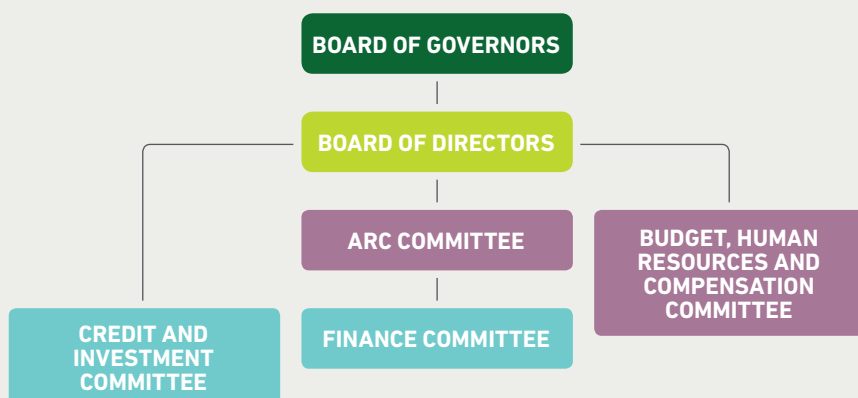 BOARD OF GOVERNORS
BOARD OF DIRECTORS
ARC COMMITTEE
BUDGET, HUMAN
RESOURCES AND
COMPENSATION
COMMITTEE
CREDIT AND
INVESTMENT
COMMITTEE
FINANCE COMMITTEE